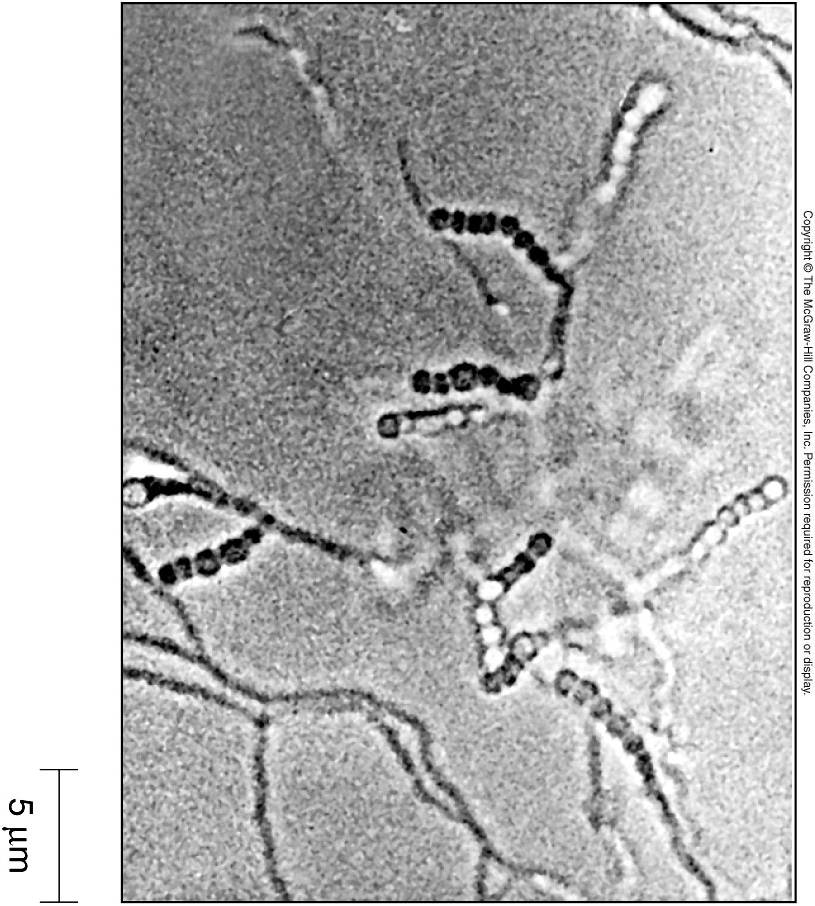 Copyright © The McGraw-Hill Companies, Inc. Permission required for reproduction or display.
5 μm